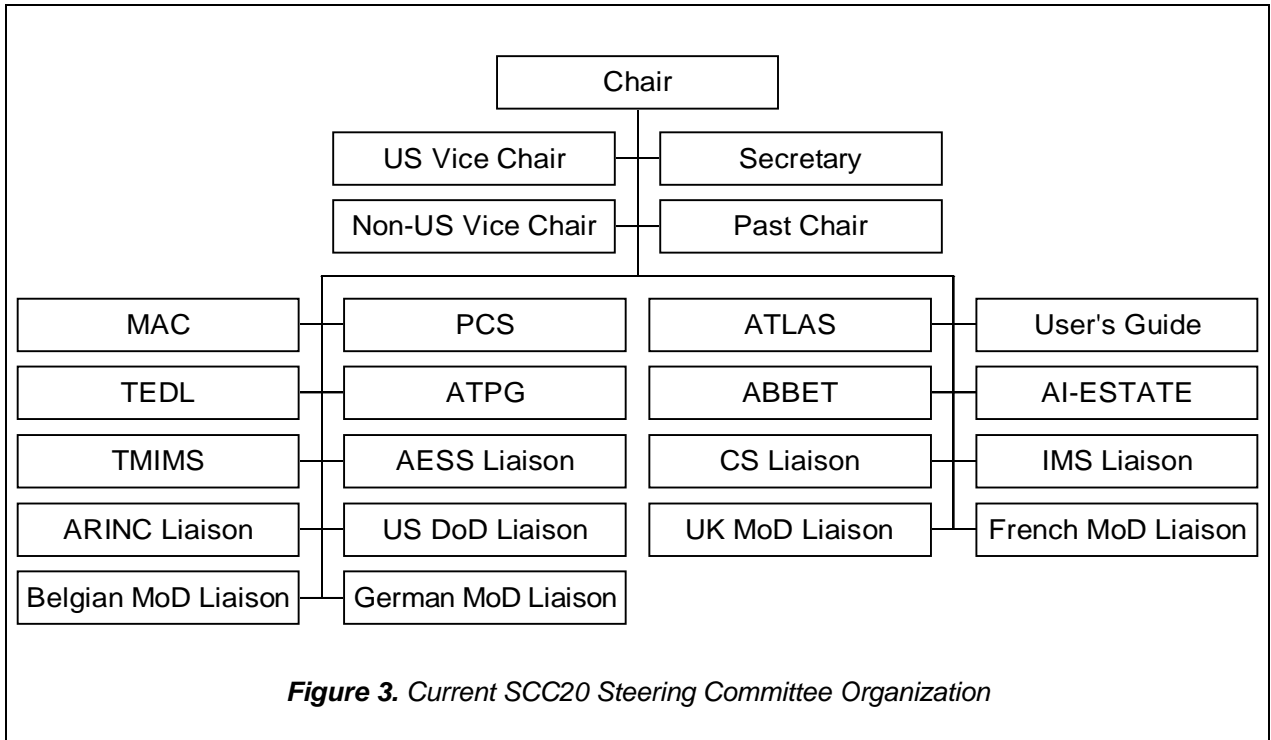 Chair
US Vice Chair
Secretary
Non-US Vice Chair
Past Chair
MAC
PCS
ATLAS
User's Guide
TEDL
ATPG
ABBET
AI-ESTATE
TMIMS
AESS Liaison
CS Liaison
IMS Liaison
ARINC Liaison
US DoD Liaison
UK MoD Liaison
French MoD Liaison
Belgian MoD Liaison
German MoD Liaison
Figure 3. Current SCC20 Steering Committee Organization